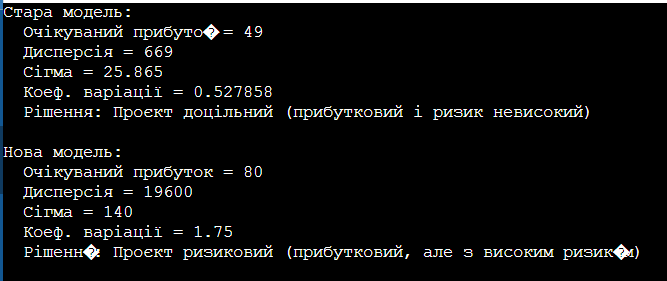 Стара модель:
Очікуваний прибуто� = 49
Дисперсія = 669
Сігма = 25.865
Коеф. варіації = 0.527858
Рішення: Проєкт доцільний (прибутковий і ризик невисокий)
Нова модель:
Очікуваний прибуток = 80
Дисперсія = 19600
Сігма = 140
Коеф. варіації = 1.75
Рішенн�: Проєкт ризиковий (прибутковий, але з високим ризик�м)